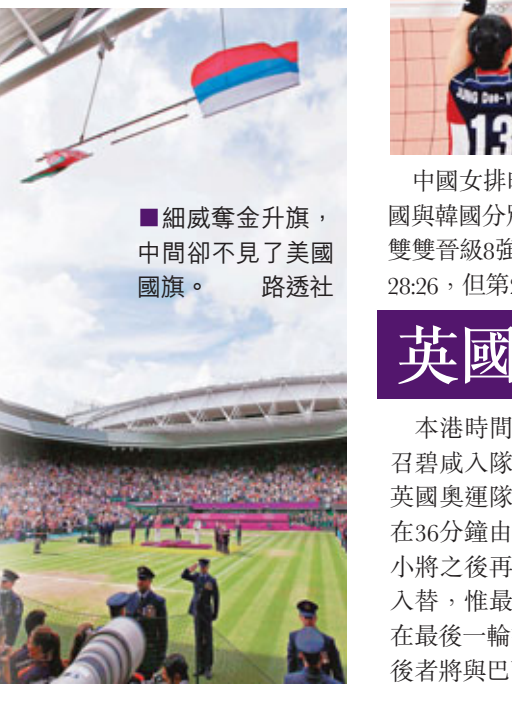 ■細威奪金升旗，
中間卻不見了美國
國旗。 路透社
JUNG Dae-Y
13
中國女排
國與韓國分
雙雙晉級8強
28:26，但第
英國
本港時間
召碧咸入隊
英國奧運隊
在36分鐘由
小將之後再
入替，惟最
在最後一輪
後者將與巴